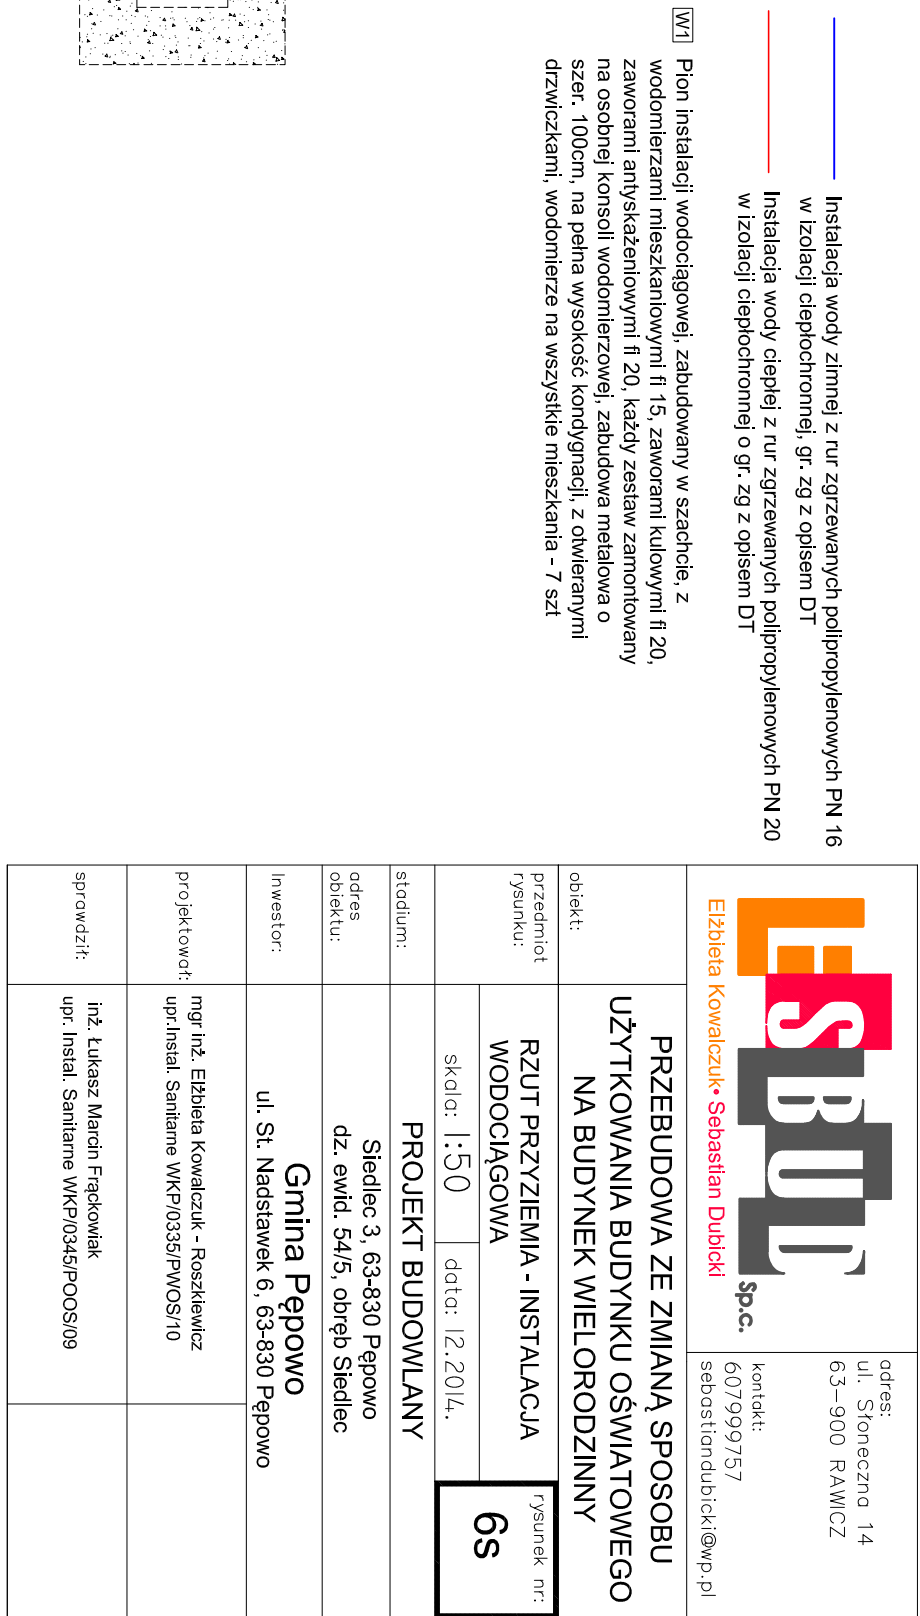 Instalacja wody zimnej z rur zgrzewanych polipropylenowych PN 16
w izolacji ciepłochronnej, gr. zg z opisem DT
Instalacja wody ciepłej z rur zgrzewanych polipropylenowych PN 20
w izolacji ciepłochronnej o gr. zg z opisem DT
W1 Pion instalacji wodociągowej, zabudowany w szachcie, z
wodomierzami mieszkaniowymi fi 15, zaworami kulowymi fi 20,
zaworami antyskażeniowymi fi 20, każdy zestaw zamontowany
na osobnej konsoli wodomierzowej, zabudowa metalowa o
szer. 100cm, na pełna wysokość kondygnacji, z otwieranymi
drzwiczkami, wodomierze na wszystkie mieszkania - 7 szt
LESBUD sp.c.
Elżbieta Kowalczuk• Sebastian Dubicki
adres:
ul. Słoneczna 14
63-900 RAWICZ
kontakt:
607999757
sebastiandubicki@wp.pl
obiekt:
PRZEBUDOWA ZE ZMIANĄ SPOSOBU
UŻYTKOWANIA BUDYNKU OŚWIATOWEGO
NA BUDYNEK WIELORODZINNY
przedmiot
rysunku:
RZUT PRZYZIEMIA - INSTALACJA
WODOCIĄGOWA
skala: 1:50
data: 12.2014.
rysunek nr:
6s
stadium:
PROJEKT BUDOWLANY
adres
obiektu:
Siedlec 3, 63-830 Pępowo
dz. ewid. 54/5, obręb Siedlec
Inwestor:
Gmina Pępowo
ul. St. Nadstawek 6, 63-830 Pępowo
projektował:
mgr inż. Elżbieta Kowalczuk - Roszkiewicz
upr.Instal. Sanitarne WKP/0335/PWOS/10
sprawdził:
inż. Łukasz Marcin Frąckowiak
upr. Instal. Sanitarne WKP/0345/POOS/09